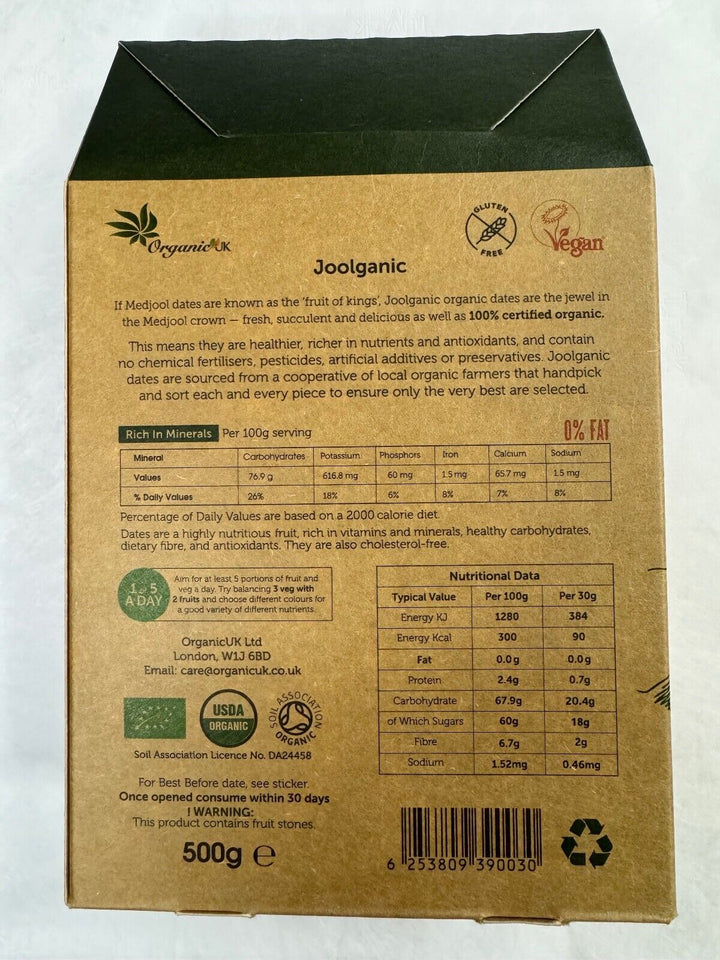 OrganicUK
GLUTEN
FREE
Vegan
Joolganic
If Medjool dates are known as the 'fruit of kings', Joolganic organic dates are the jewel in
the Medjool crown — fresh, succulent and delicious as well as 100% certified organic.
This means they are healthier, richer in nutrients and antioxidants, and contain
no chemical fertilisers, pesticides, artificial additives or preservatives. Joolganic
dates are sourced from a cooperative of local organic farmers that handpick
and sort each and every piece to ensure only the very best are selected.
Rich In Minerals Per 100g serving
0% FAT
Mineral Carbohydrates Potassium Phosphors Iron Calcium Sodium
Values 76.9 g 616.8 mg 60 mg 1.5 mg 65.7 mg 1.5 mg
% Daily Values 26% 18% 6% 8% 7% 8%
Percentage of Daily Values are based on a 2000 calorie diet.
Dates are a highly nutritious fruit, rich in vitamins and minerals, healthy carbohydrates,
dietary fibre, and antioxidants. They are also cholesterol-free.
1 of 5
A DAY
Aim for at least 5 portions of fruit and
veg a day. Try balancing 3 veg with
2 fruits and choose different colours for
a good variety of different nutrients.
OrganicUK Ltd
London, W1J 6BD
Email: care@organicuk.co.uk
USDA
ORGANIC
SOIL ASSOCIATION
ORGANIC
Soil Association Licence No. DA24458
For Best Before date, see sticker.
Once opened consume within 30 days
! WARNING:
This product contains fruit stones.
500g e
Nutritional Data
Typical Value Per 100g Per 30g
Energy KJ 1280 384
Energy Kcal 300 90
Fat 0.0g 0.0g
Protein 2.4g 0.7g
Carbohydrate 67.9g 20.4g
of Which Sugars 60g 18g
Fibre 6.7g 2g
Sodium 1.52mg 0.46mg
6 253809 390030